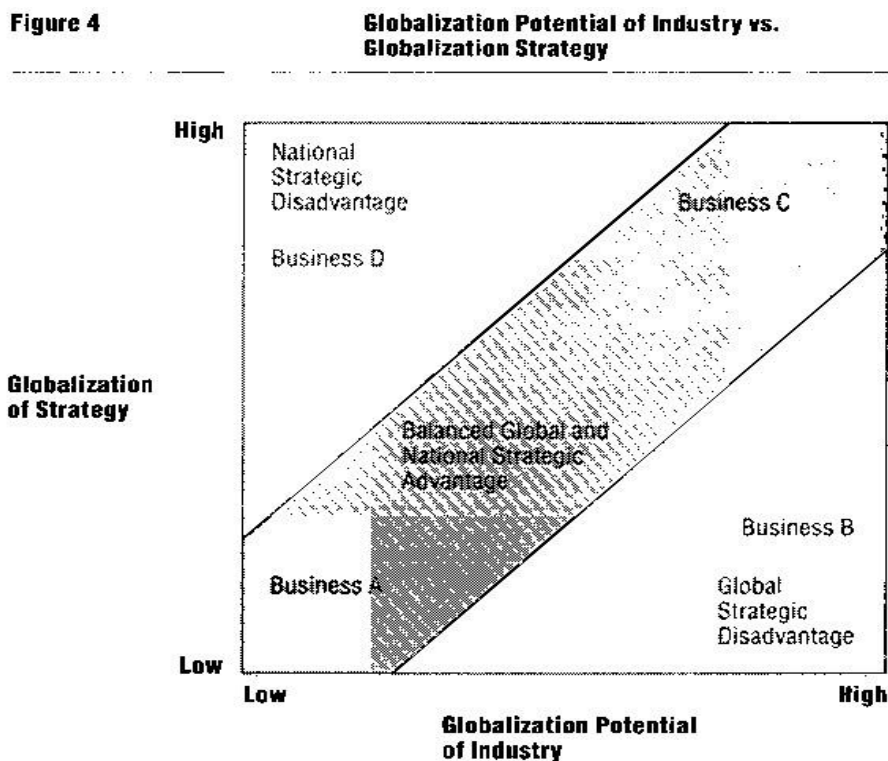 Figure 4
Globalization Potential of Industry vs.
Globalization Strategy
High
National
Strategic
Disadvantage
Business C
Business D
Globalization
of Strategy
Balanced Global and
National Strategic
Advantage
Business B
Business A
Global
Strategic
Disadvantage
Low
Low
High
Globalization Potential
of Industry